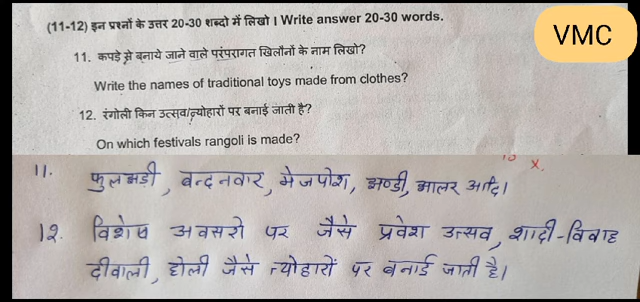 (11-12) इन प्रश्नों के उत्तर 20-30 शब्दो में लिखो । Write answer 20-30 words.
VMC
11. कपड़े से बनाये जाने वाले परंपरागत खिलौनों के नाम लिखो?
Write the names of traditional toys made from clothes?
12. रंगोली किन उत्सव/त्योहारों पर बनाई जाती है?
On which festivals rangoli is made?
11. फुलझडी, बन्दनवार, मेजपोश, झण्डी, झालर आदि।
12. विशेष अवसरो पर जैसे प्रवेश उत्सव, शादी-विवाह
दीवाली, होली जैसे त्योहारों पर बनाई जाती है।